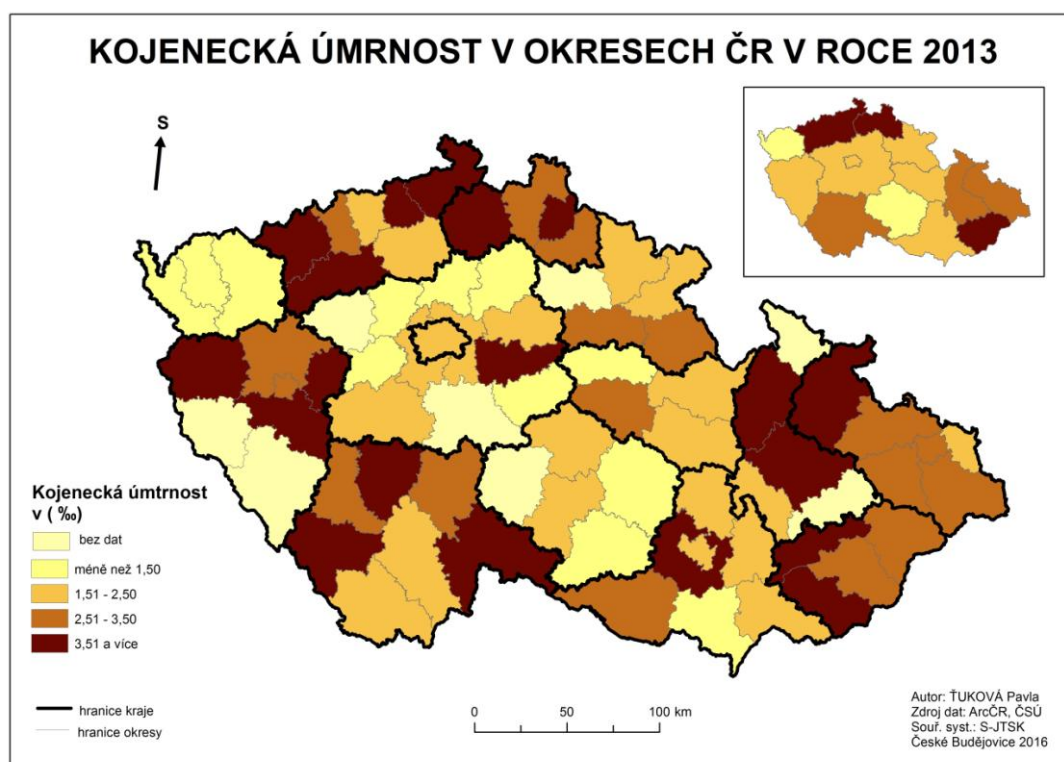 KOJENECKÁ ÚMRNOST V OKRESECH ČR V ROCE 2013
S
Kojenecká úmtrnost
v ( ‰)
bez dat
méně než 1,50
1,51 - 2,50
2,51 - 3,50
3,51 a více
hranice kraje
hranice okresy
0 50 100 km
Autor: ŤUKOVÁ Pavla
Zdroj dat: ArcČR, ČSÚ
Souř. syst.: S-JTSK
České Budějovice 2016